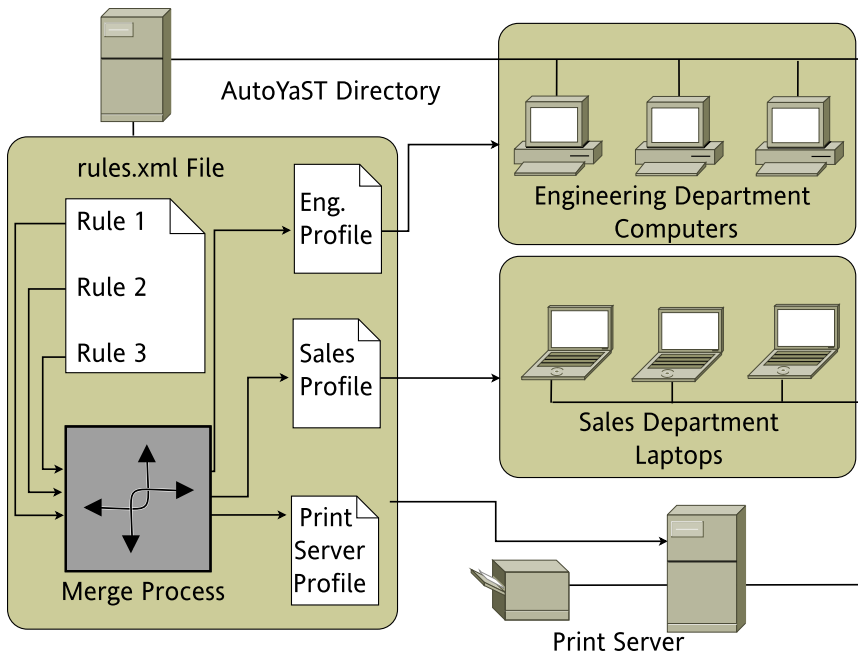 AutoYaST Directory
rules.xml File
Rule 1
Rule 2
Rule 3
Merge Process
Eng.
Profile
Sales
Profile
Print
Server
Profile
Engineering Department
Computers
Sales Department
Laptops
Print Server